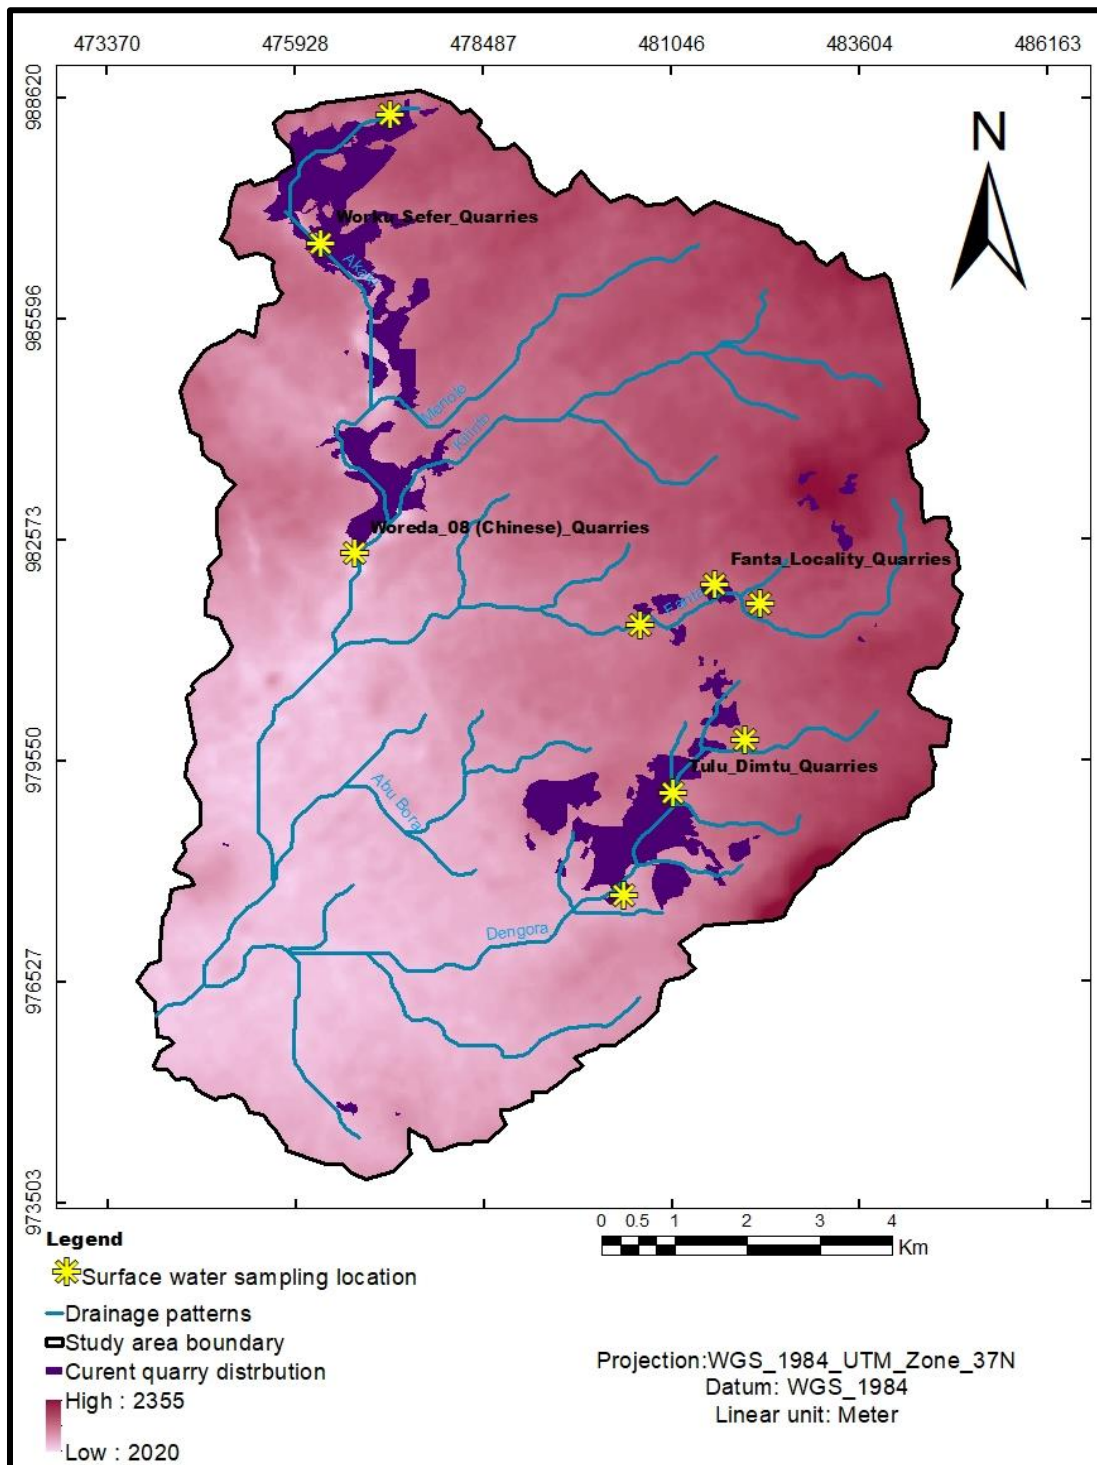 473370 475928 478487 481046 483604 486163
988620
985596
982573
979550
976527
973503
N
Worku_Sefer_Quarries
Akaki
Menole
Kilinto
Woreda_08 (Chinese)_Quarries
Fanta_Locality_Quarries
Fanta
Tulu_Dimtu_Quarries
Abu Bora
Dengora
0 0.5 1 2 3 4
Km
Legend
Surface water sampling location
Drainage patterns
Study area boundary
Curent quarry distrbution
High : 2355
Low : 2020
Projection:WGS_1984_UTM_Zone_37N
Datum: WGS_1984
Linear unit: Meter